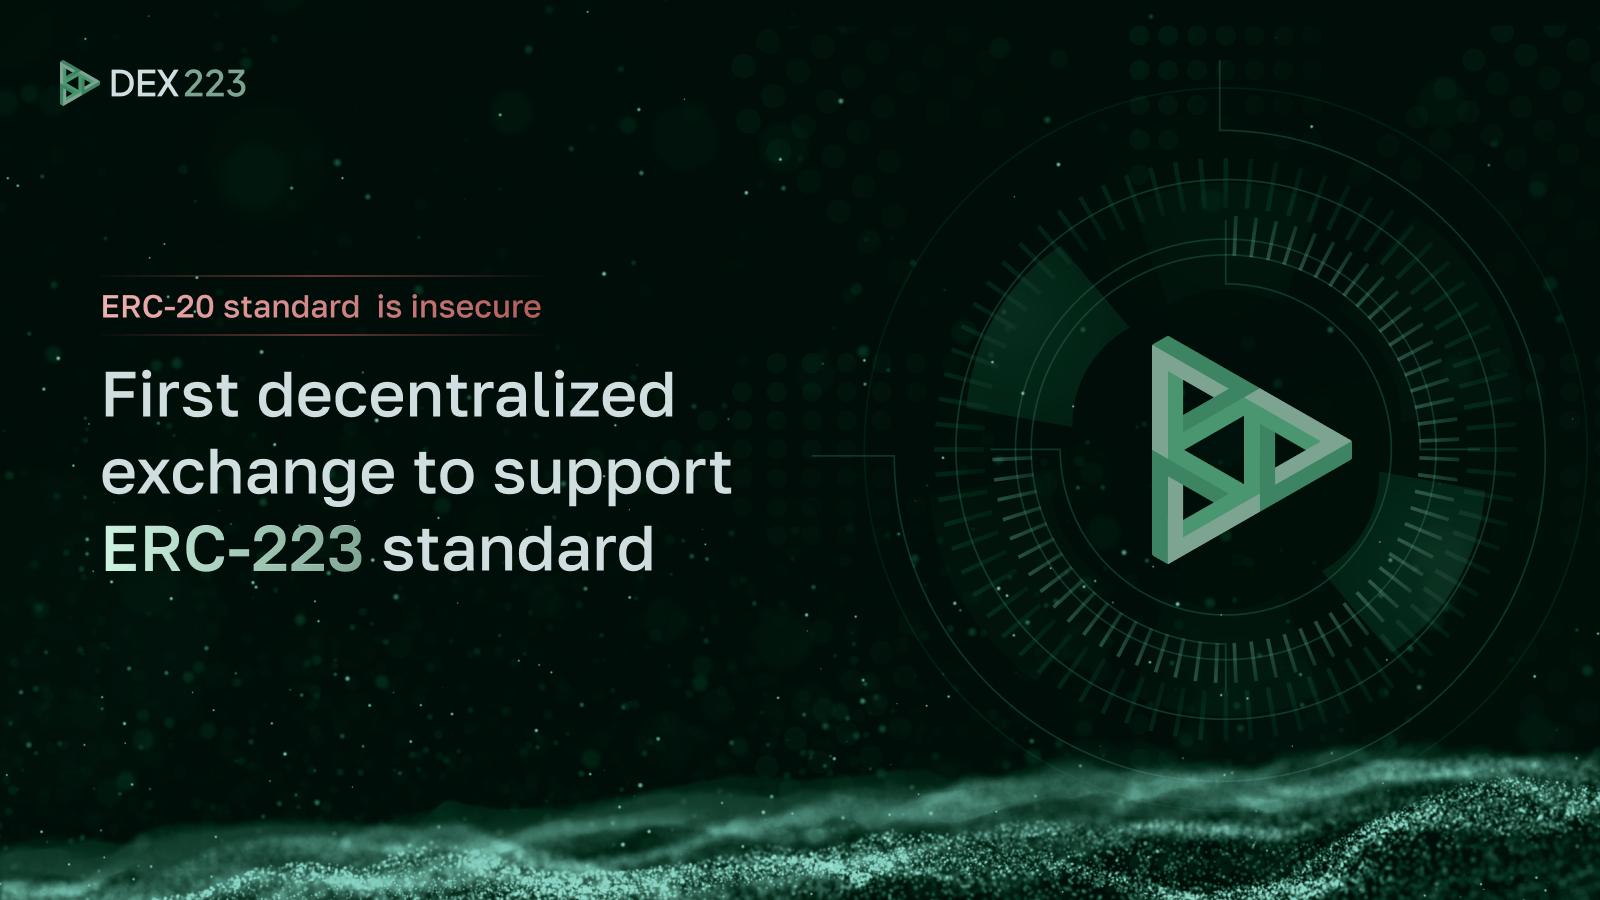 DEX223
ERC-20 standard is insecure
First decentralized
exchange to support
ERC-223 standard